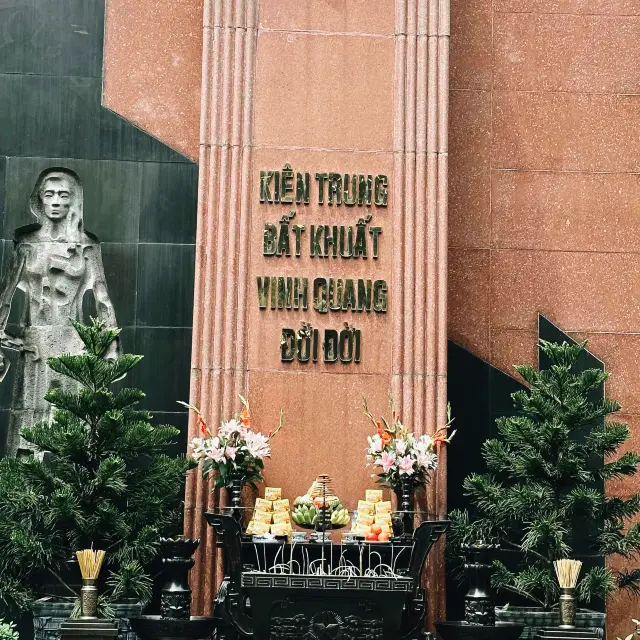 KIÊN TRUNG
BẤT KHUẤT
VINH QUANG
ĐỜI ĐỜI